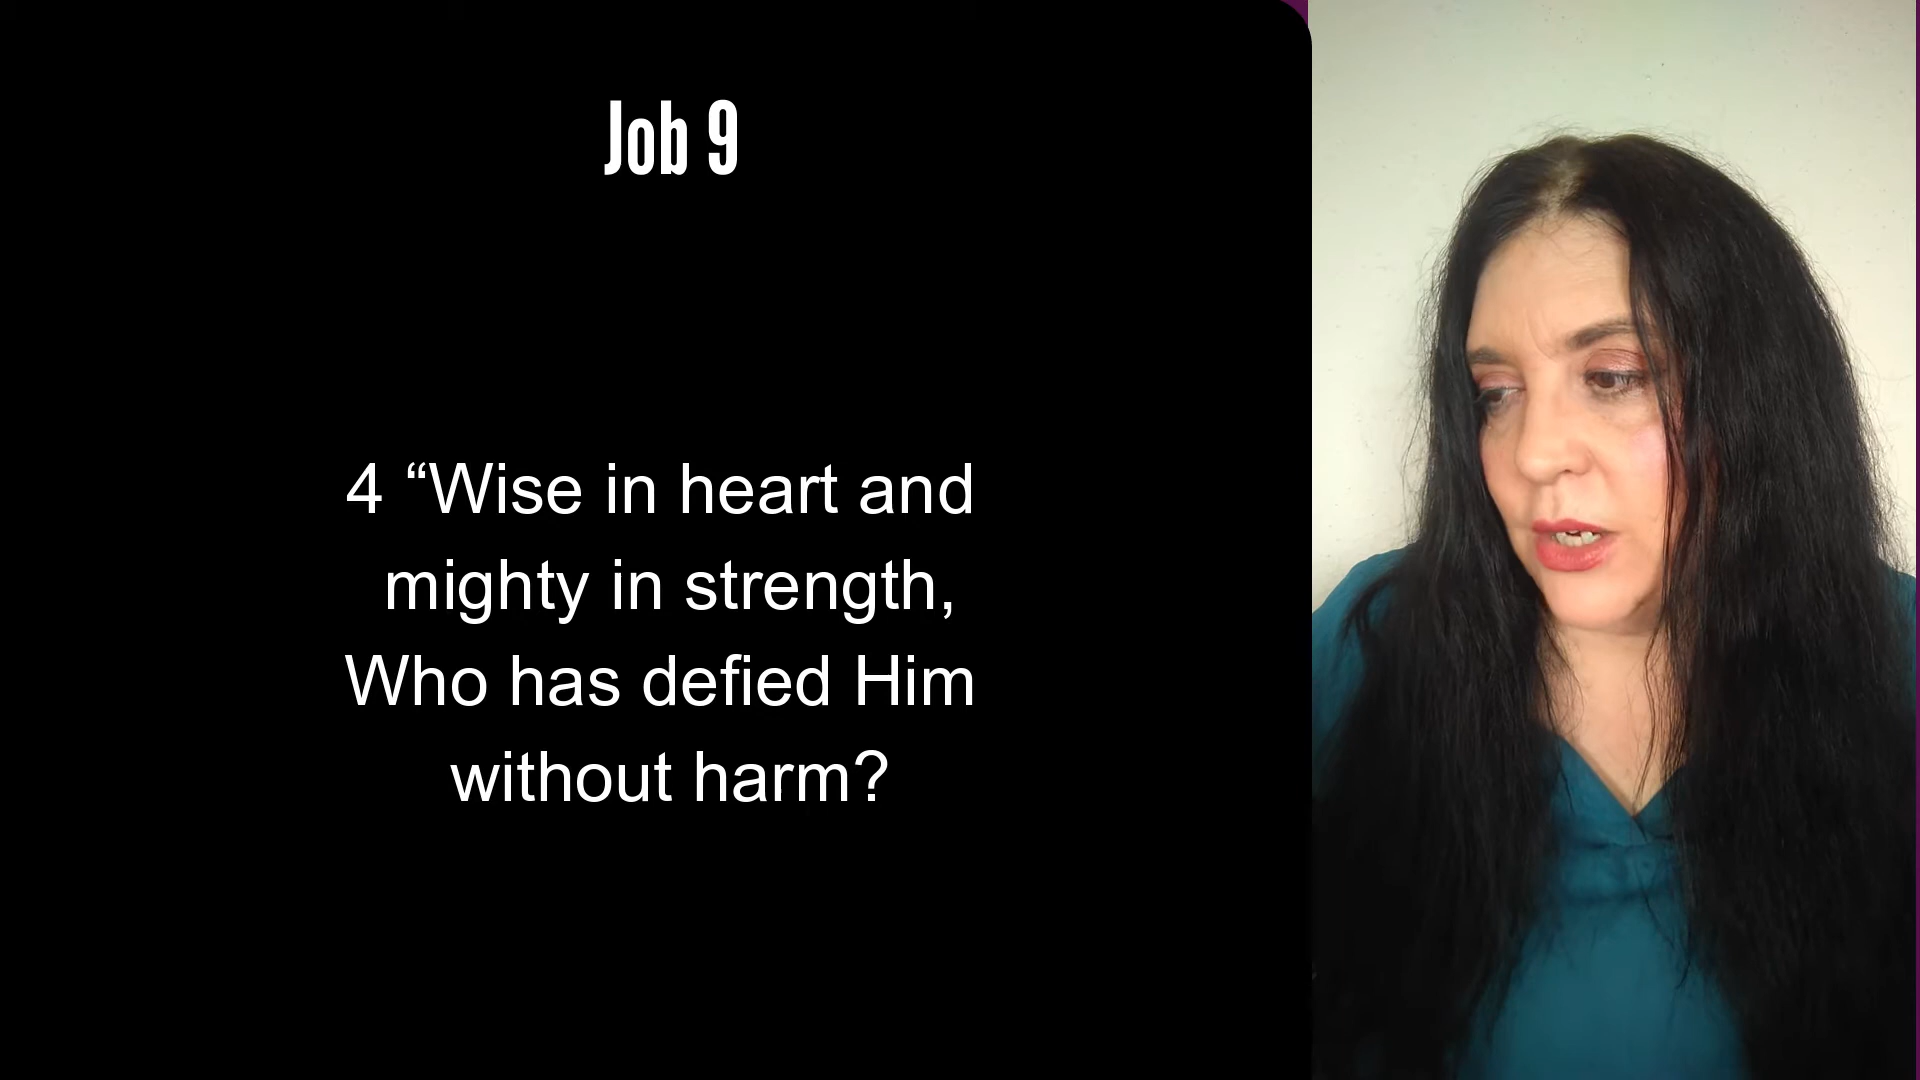 Job 9
4 “Wise in heart and
mighty in strength,
Who has defied Him
without harm?